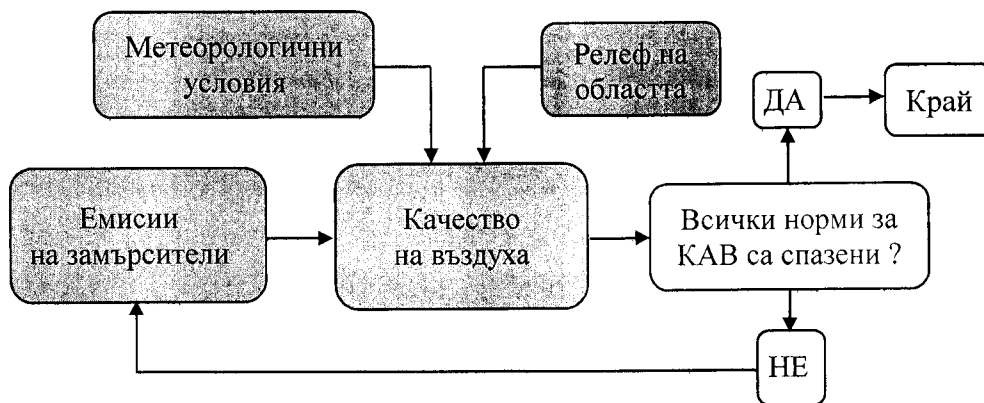 Метеорологични
условия
Релеф на
областта
ДА
Край
Емисии
на замърсители
Качество
на въздуха
Всички норми за
КАВ са спазени ?
НЕ